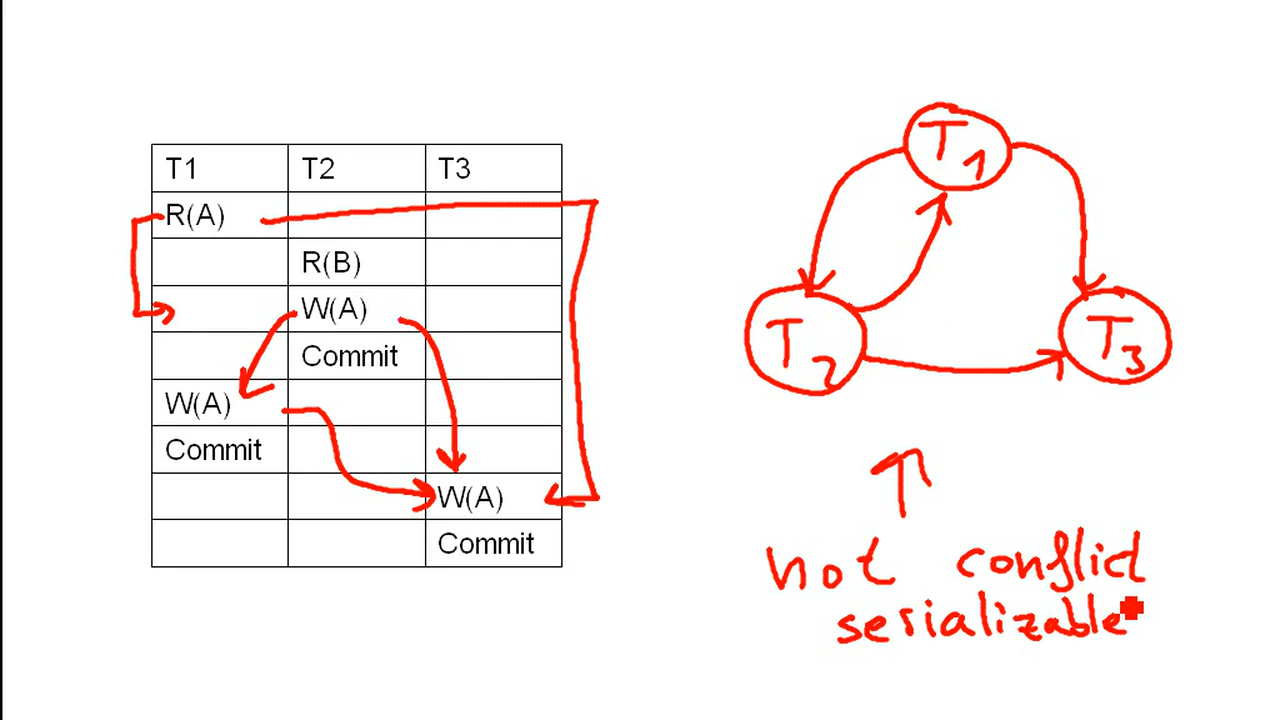 T1 T2 T3
R(A)
R(B)
W(A)
Commit
W(A)
Commit
W(A)
Commit
T1
T2
T3
not conflict
serializable